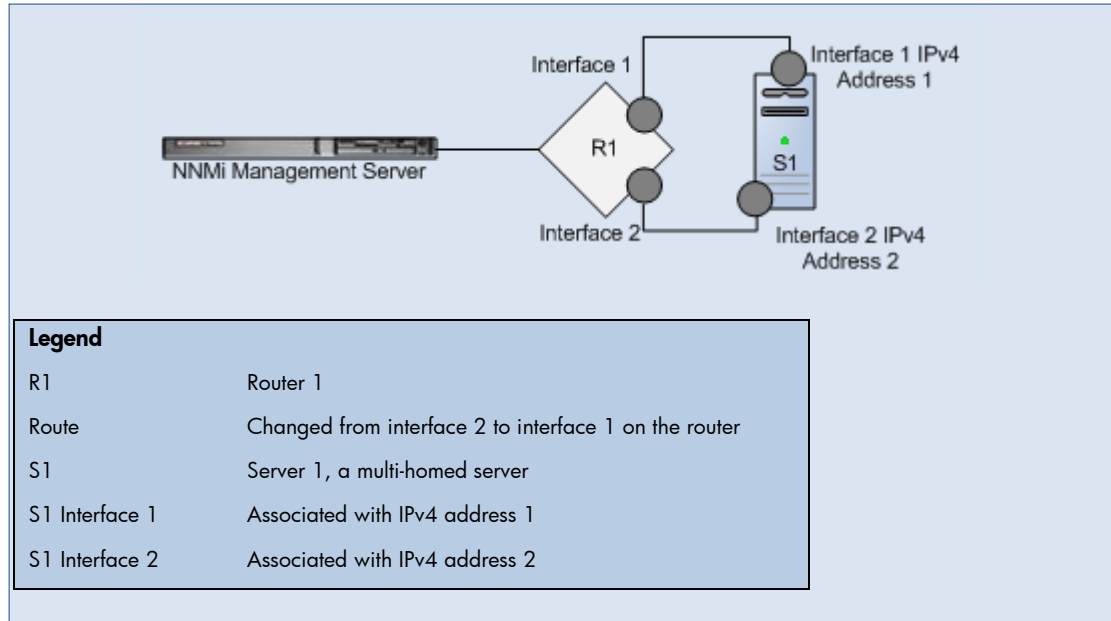 Interface 1
Interface 1 IPv4
Address 1
R1
S1
NNMi Management Server
Interface 2
Interface 2 IPv4
Address 2
Legend
R1 Router 1
Route Changed from interface 2 to interface 1 on the router
S1 Server 1, a multi-homed server
S1 Interface 1 Associated with IPv4 address 1
S1 Interface 2 Associated with IPv4 address 2